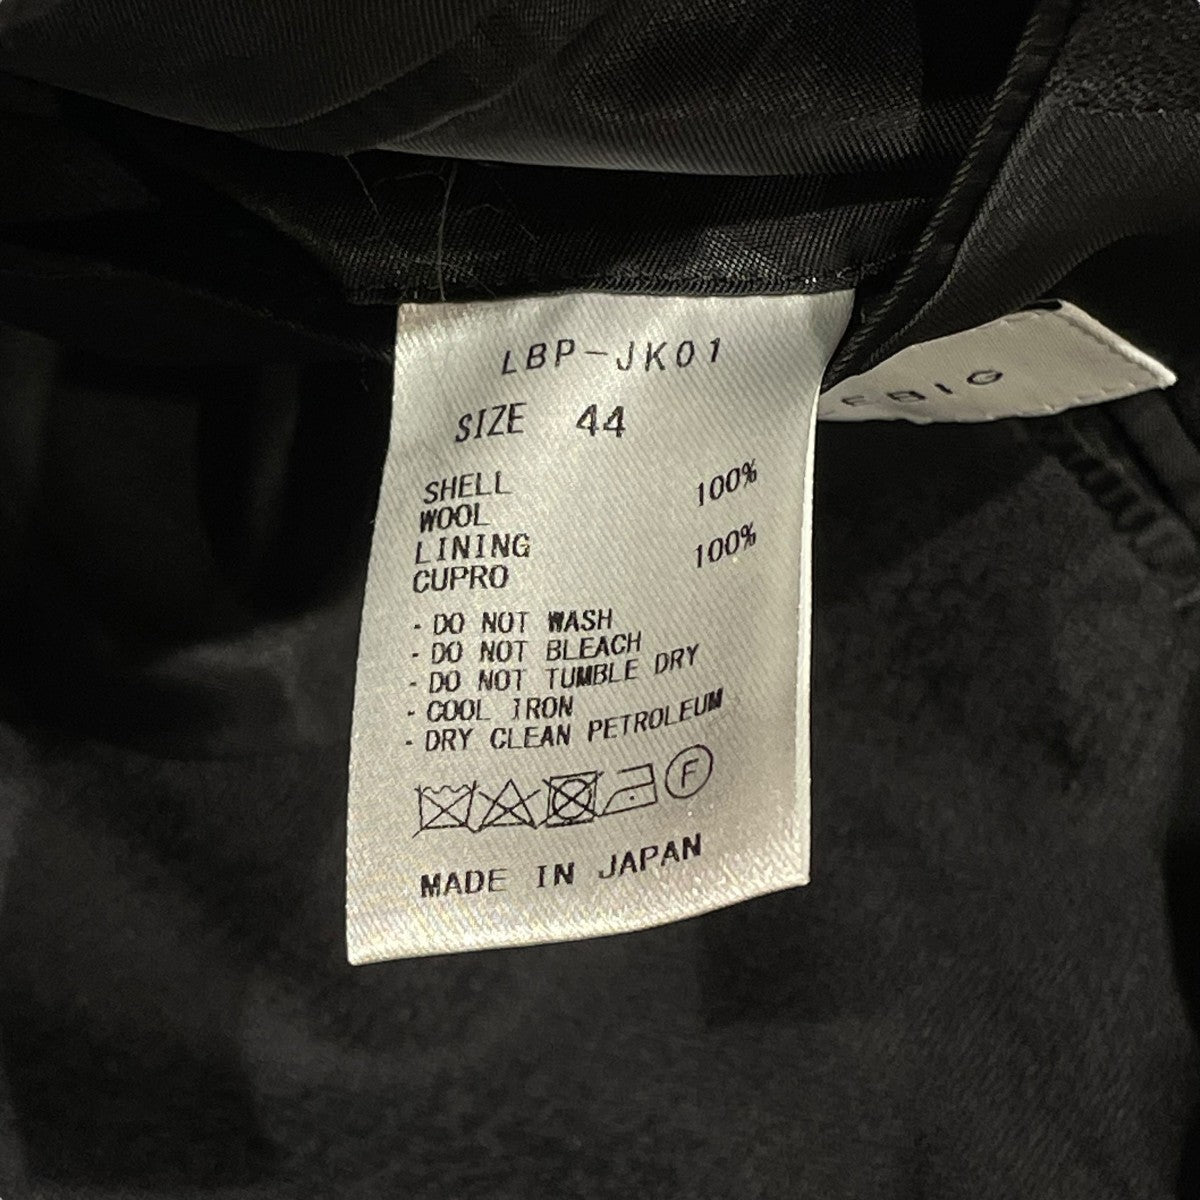 LBP-JK01
SIZE 44
SHELL
WOOL 100%
LINING
CUPRO 100%
- DO NOT WASH
- DO NOT BLEACH
- DO NOT TUMBLE DRY
- COOL IRON
- DRY CLEAN PETROLEUM
F
MADE IN JAPAN